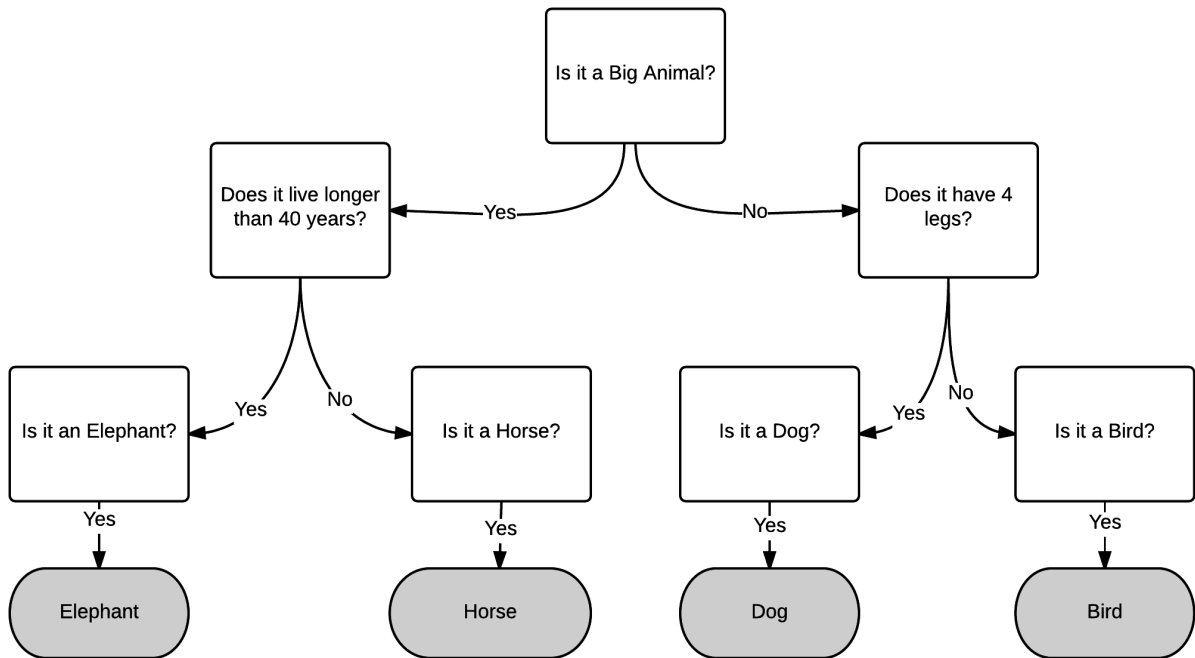 Is it a Big Animal?
Does it live longer
than 40 years?
Yes
No
Does it have 4
legs?
Yes
No
Yes
No
Is it an Elephant?
Is it a Horse?
Is it a Dog?
Is it a Bird?
Yes
Yes
Yes
Yes
Elephant
Horse
Dog
Bird